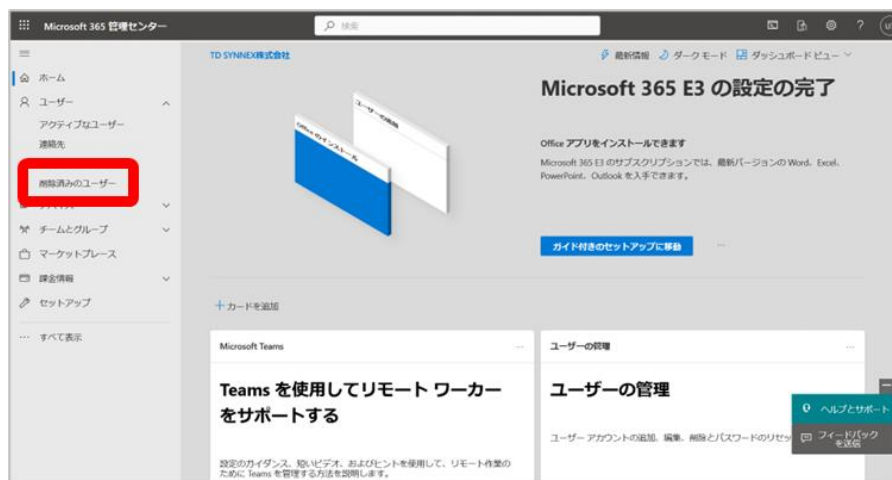 Microsoft 365 管理センター
検索
?
TD SYNNEX株式会社
最新情報 ダーク モード ダッシュボード ビュー
ホーム
ユーザー
アクティブなユーザー
連絡先
削除済みのユーザー
チームとグループ
マーケットプレース
課金情報
セットアップ
... すべて表示
Microsoft 365 E3 の設定の完了
ユーザーの追加
Office のインストール
Office アプリをインストールできます
Microsoft 365 E3 のサブスクリプションでは、最新バージョンの Word、Excel、
PowerPoint、Outlook を入手できます。
ガイド付きのセットアップに移動
+ カードを追加
Microsoft Teams
Teams を使用してリモート ワーカー
をサポートする
設定のガイダンス、短いビデオ、およびヒントを使用して、リモート作業の
ために Teams を管理する方法を説明します。
ユーザーの管理
ユーザーの管理
ユーザー アカウントの追加、編集、削除とパスワードのリセッ
ヘルプとサポート
フィードバック
を送信